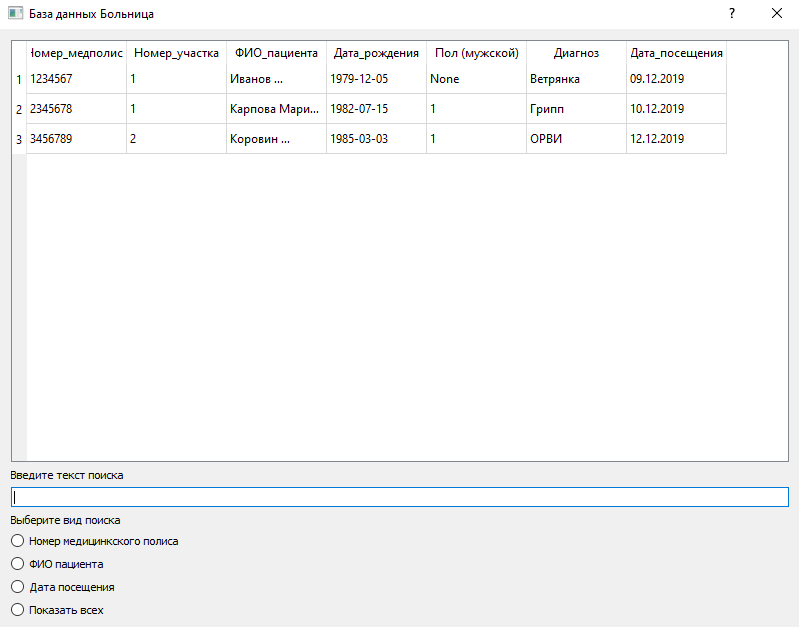 База данных Больница ?
Номер_медполис Номер_участка ФИО_пациента Дата_рождения Пол (мужской) Диагноз Дата_посещения
1 1234567 1 Иванов ... 1979-12-05 None Ветрянка 09.12.2019
2 2345678 1 Карпова Мари... 1982-07-15 1 Грипп 10.12.2019
3 3456789 2 Коровин ... 1985-03-03 1 ОРВИ 12.12.2019
Введите текст поиска
Выберите вид поиска
Номер медицинкского полиса
ФИО пациента
Дата посещения
Показать всех